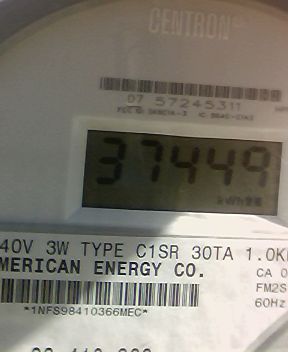 CENTRON
07 57245311
37449
kWh
40V 3W TYPE C1SR 30TA 1.0K
MERICAN ENERGY CO.
CA 0
FM2S
60Hz
*1NFS98410366MEC*